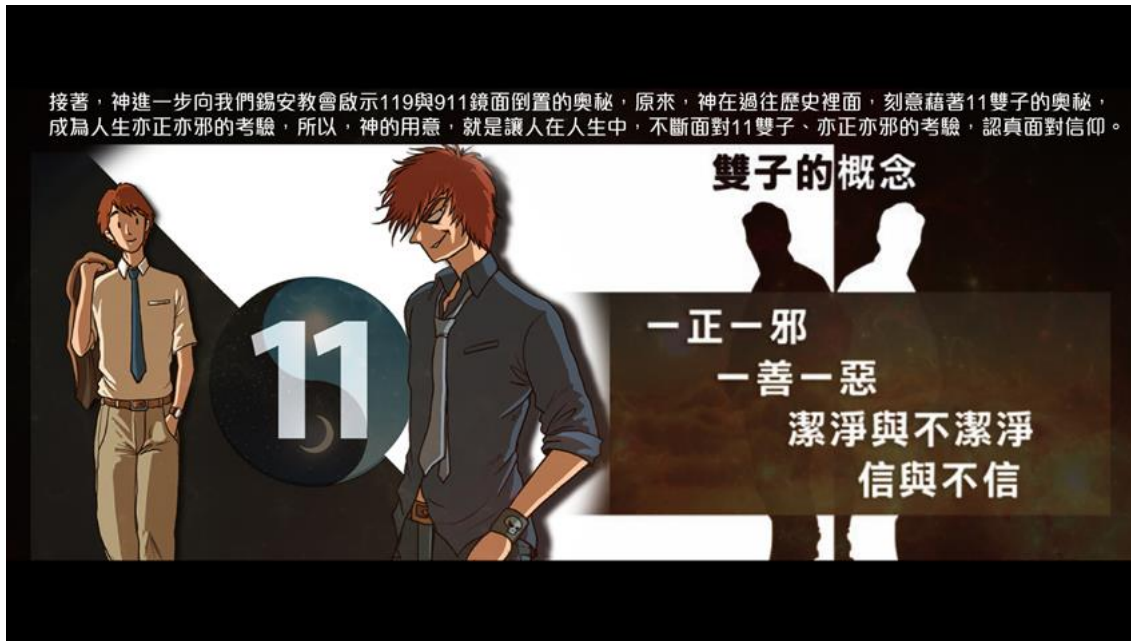 接著，神進一步向我們錫安教會啟示119與911鏡面倒置的奧秘，原來，神在過往歷史裡面，刻意藉著11雙子的奧秘，
成為人生亦正亦邪的考驗，所以，神的用意，就是讓人在人生中，不斷面對11雙子、亦正亦邪的考驗，認真面對信仰。
雙子的概念
11
一正一邪
一善一惡
潔淨與不潔淨
信與不信